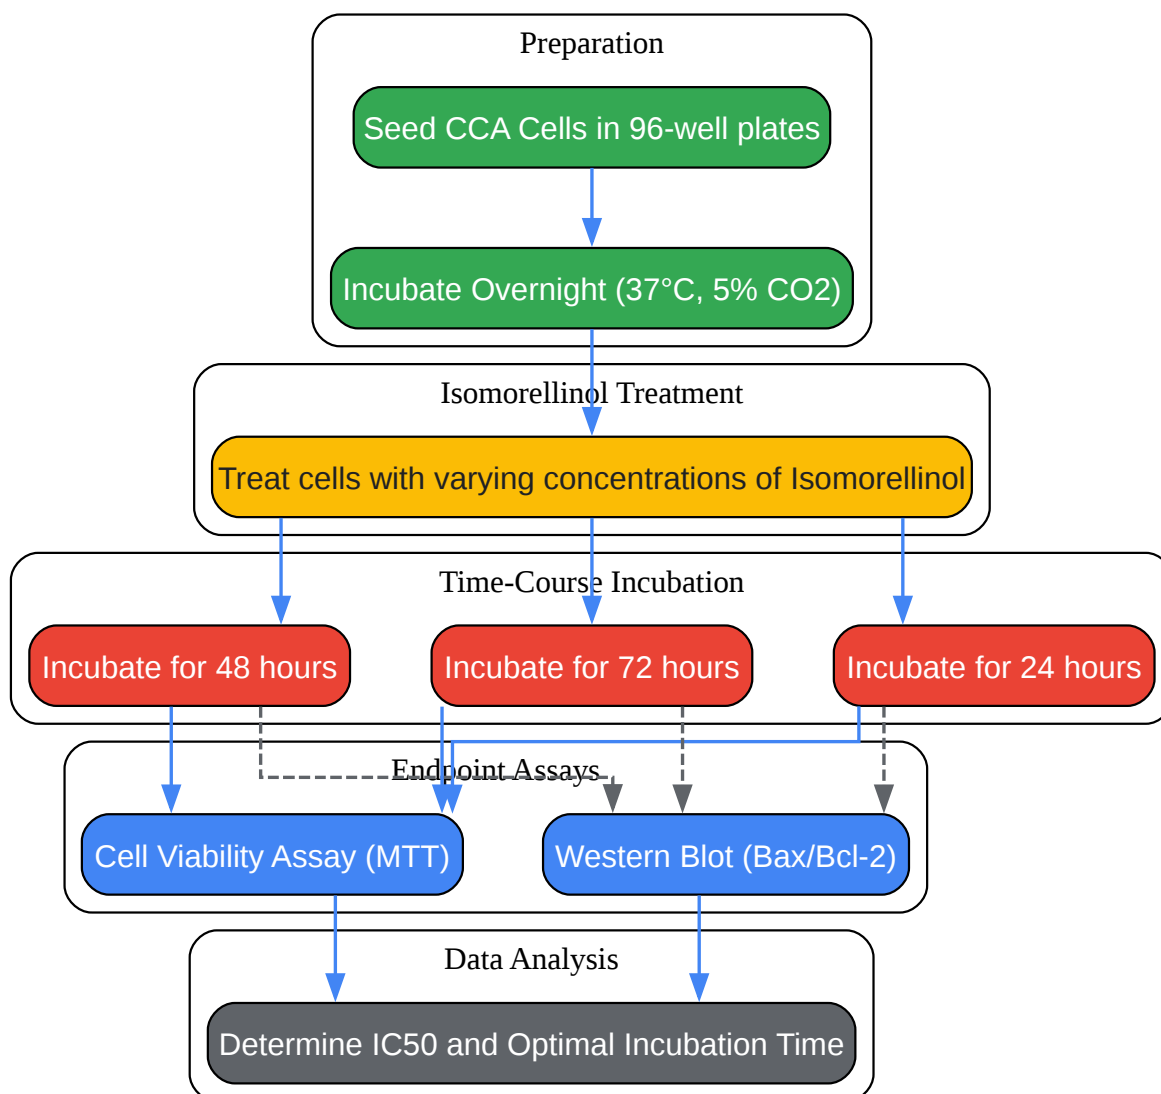 Preparation
Seed CCA Cells in 96-well plates
Incubate Overnight (37°C, 5% CO2)
Isomorellinol Treatment
Treat cells with varying concentrations of Isomorellinol
Time-Course Incubation
Incubate for 48 hours
Incubate for 72 hours
Incubate for 24 hours
Endpoint Assays
Cell Viability Assay (MTT)
Western Blot (Bax/Bcl-2)
Data Analysis
Determine IC50 and Optimal Incubation Time